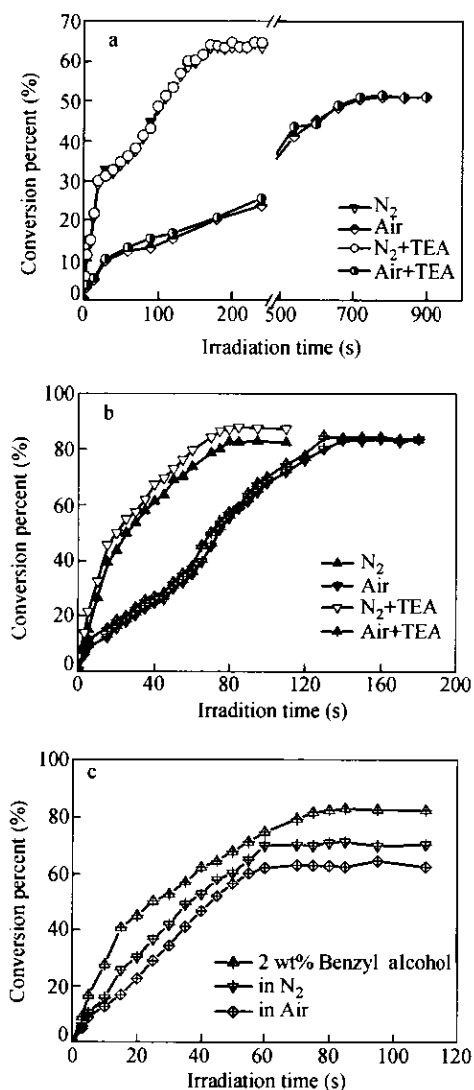 a
70
60
50
40
30
20
10
0
Conversion percent (%)
N₂
Air
N₂+TEA
Air+TEA
0 100 200 500 700 900
Irradiation time (s)
b
100
80
60
40
20
0
Conversion percent (%)
N₂
Air
N₂+TEA
Air+TEA
0 40 80 120 160 200
Irradition time (s)
c
100
80
60
40
20
0
Conversion percent (%)
2 wt% Benzyl alcohol
in N₂
in Air
0 20 40 60 80 100 120
Irradiation time (s)